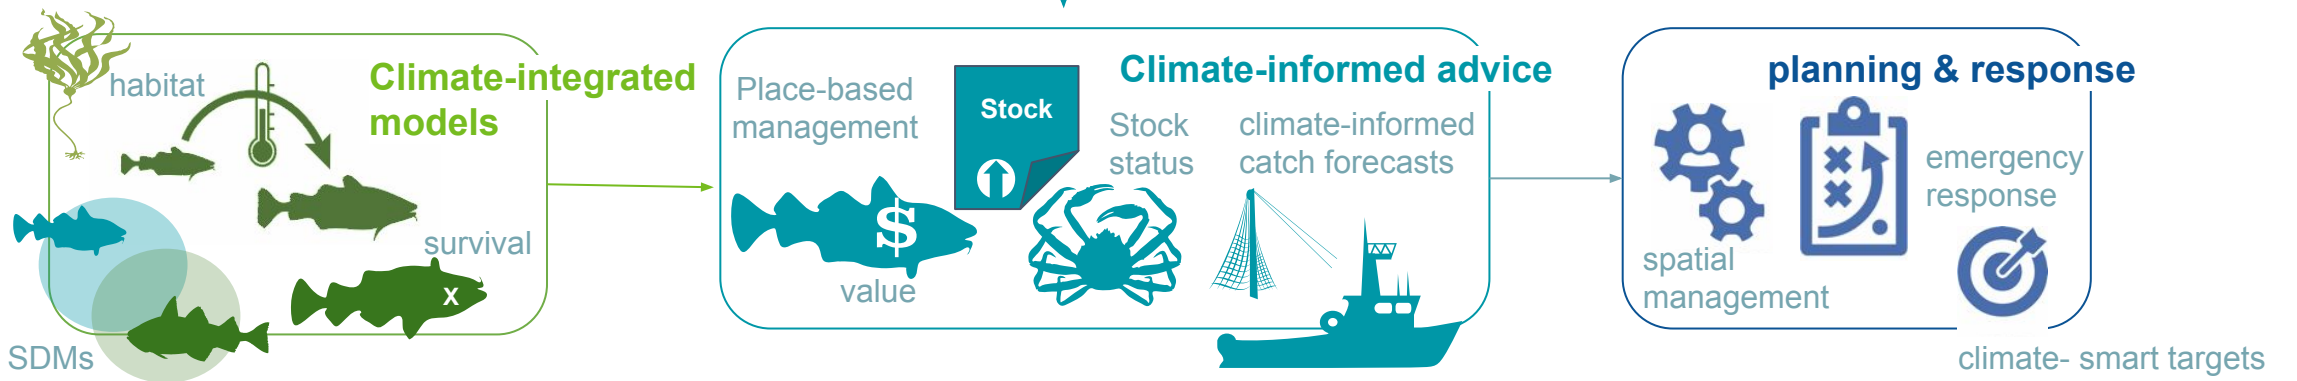 habitat
Climate-integrated
models
survival
x
SDMs
Place-based
management
Stock
$
value
Climate-informed advice
Stock
status
climate-informed
catch forecasts
planning & response
emergency
response
spatial
management
climate- smart targets